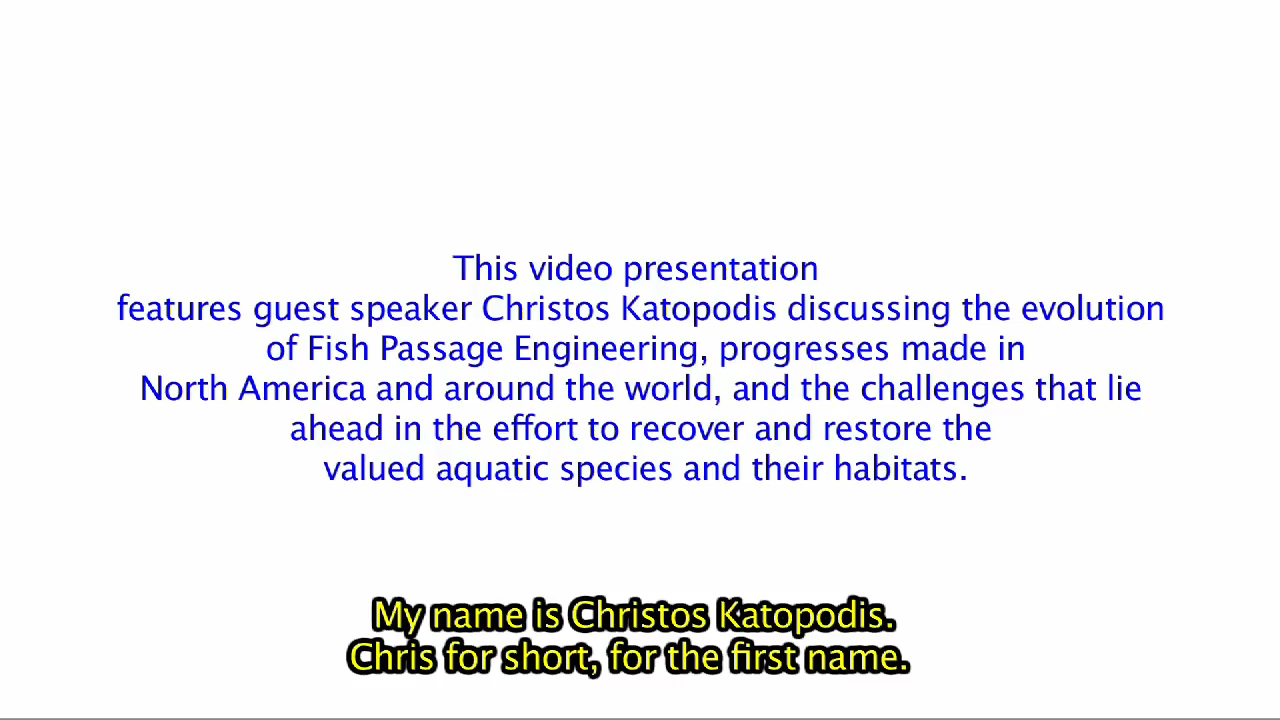 This video presentation
features guest speaker Christos Katopodis discussing the evolution
of Fish Passage Engineering, progresses made in
North America and around the world, and the challenges that lie
ahead in the effort to recover and restore the
valued aquatic species and their habitats.
My name is Christos Katopodis.
Chris for short, for the first name.